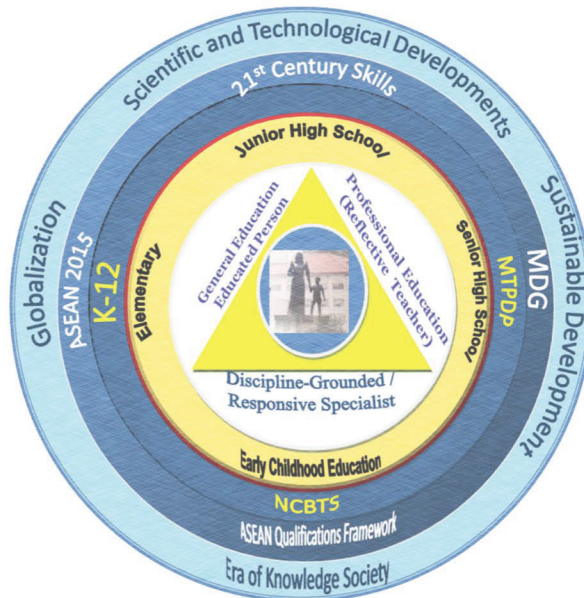 Scientific and Technological Developments
21st Century Skills
Junior High School
Globalization
ASEAN 2015
K-12
Elementary
General Education
Educated Person
Professional Education
(Reflective Teacher)
Senior High School
MTPDP
MDG
Sustainable Development
Discipline-Grounded /
Responsive Specialist
Early Childhood Education
NCBTS
ASEAN Qualifications Framework
Era of Knowledge Society